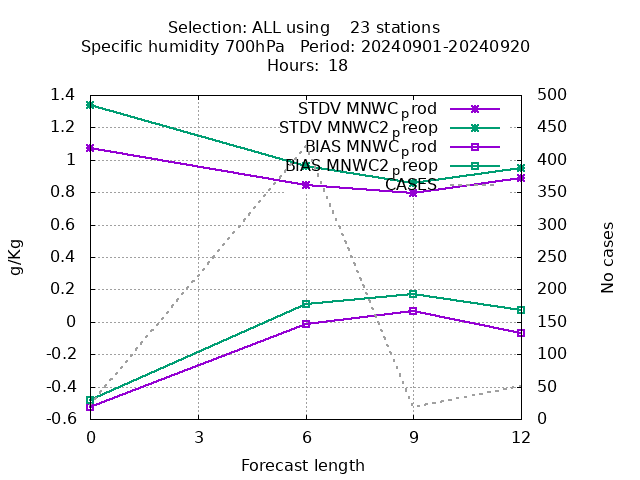 Selection: ALL using    23 stations
Specific humidity 700hPa   Period: 20240901-20240920
Hours:  18
1.4
1.2
1
0.8
0.6
0.4
0.2
0
-0.2
-0.4
-0.6
500
450
400
350
300
250
200
150
100
50
0
STDV MNWC_prod
STDV MNWC2_preop
BIAS MNWC_prod
BIAS MNWC2_preop
CASES
g/Kg
No cases
0 3 6 9 12
Forecast length